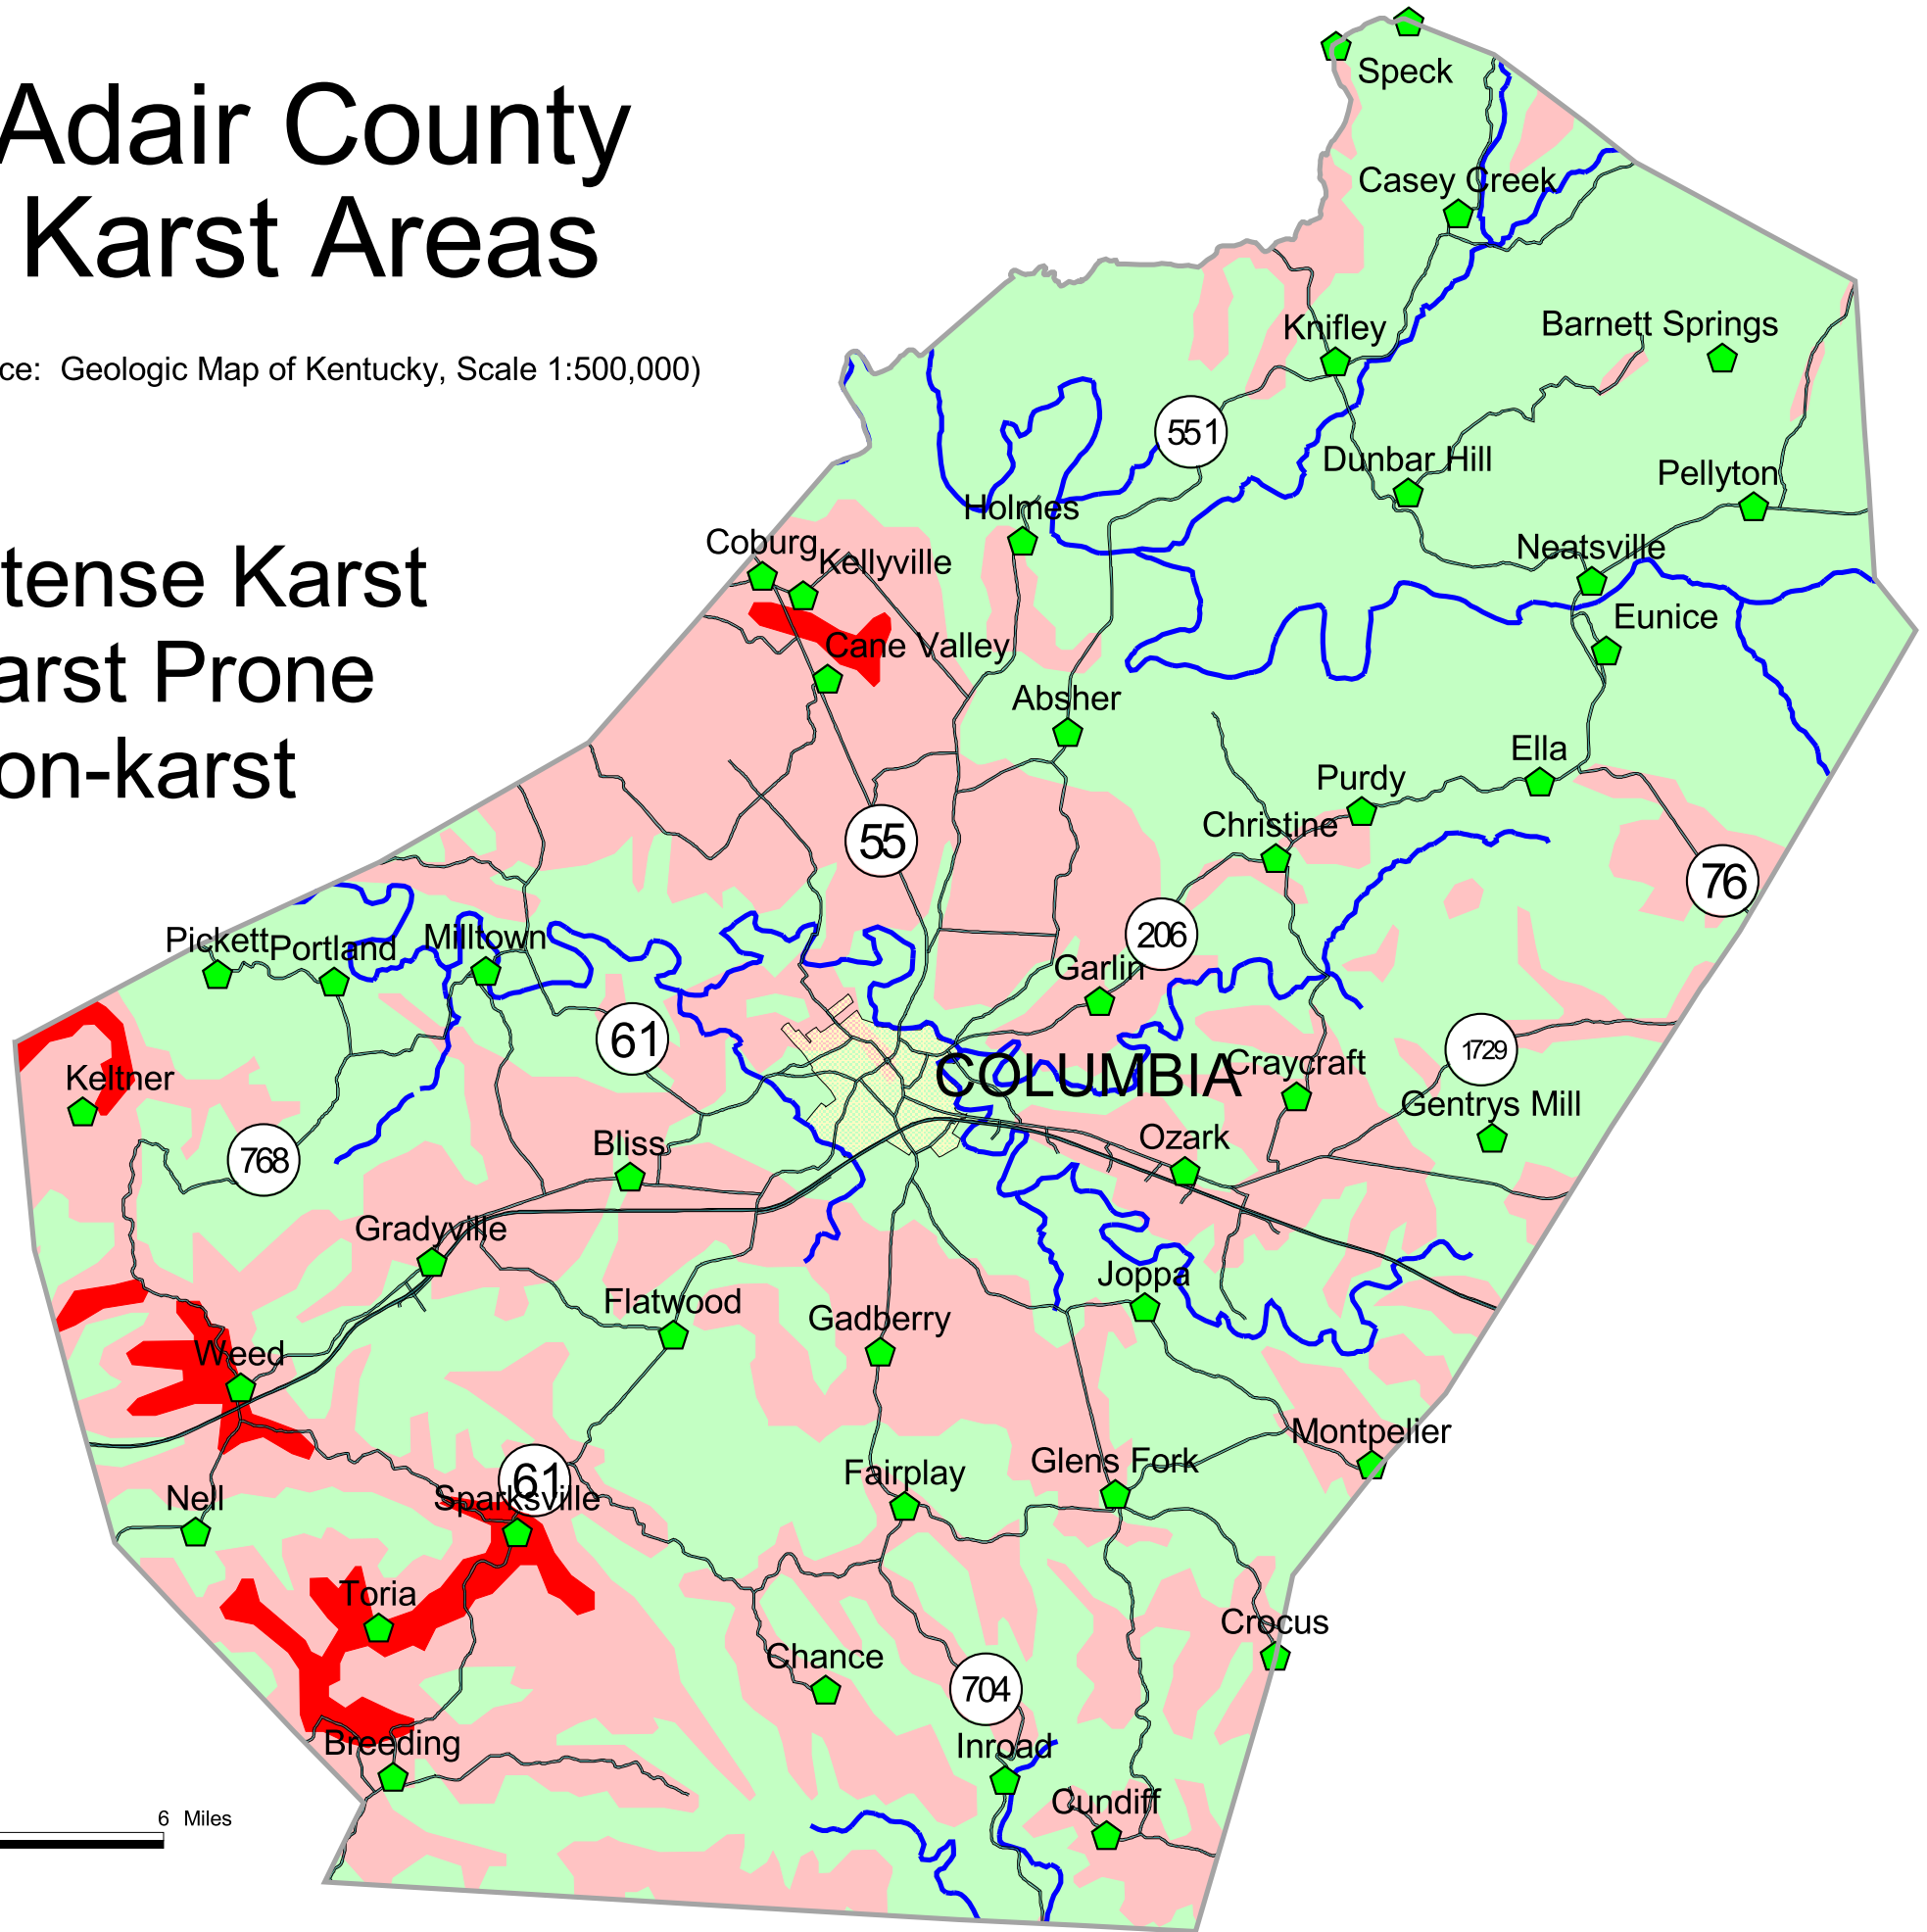 Adair County
Karst Areas
ce: Geologic Map of Kentucky, Scale 1:500,000)
tense Karst
arst Prone
on-karst
Speck
Casey Creek
Knifley
Barnett Springs
551
Dunbar Hill
Pellyton
Holmes
Coburg
Kellyville
Neatsville
Eunice
Cane Valley
Absher
Ella
Purdy
Christine
55
76
206
Pickett
Portland
Milltown
Garlin
61
COLUMBIA
Craycraft
1729
Keltner
Gentrys Mill
768
Bliss
Ozark
Gradyville
Joppa
Flatwood
Gadberry
Weed
Montpelier
Glens Fork
Fairplay
61
Nell
Sparksville
Toria
Crocus
Chance
704
Breeding
Inroad
Cundiff
6 Miles